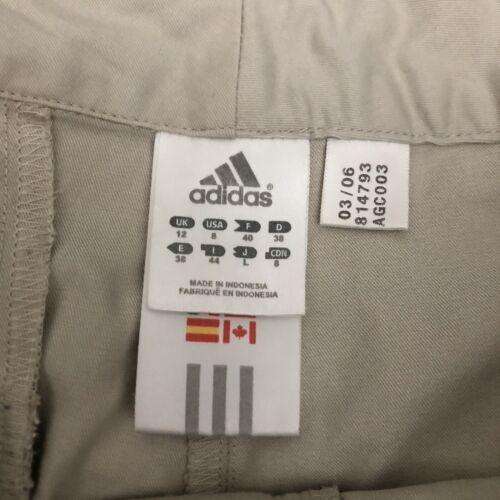 adidas®
UK USA F D
12 8 40 38
E I J CDN
38 44 L 8
MADE IN INDONESIA
FABRIQUÉ EN INDONESIA
03/06
814793
AGC003